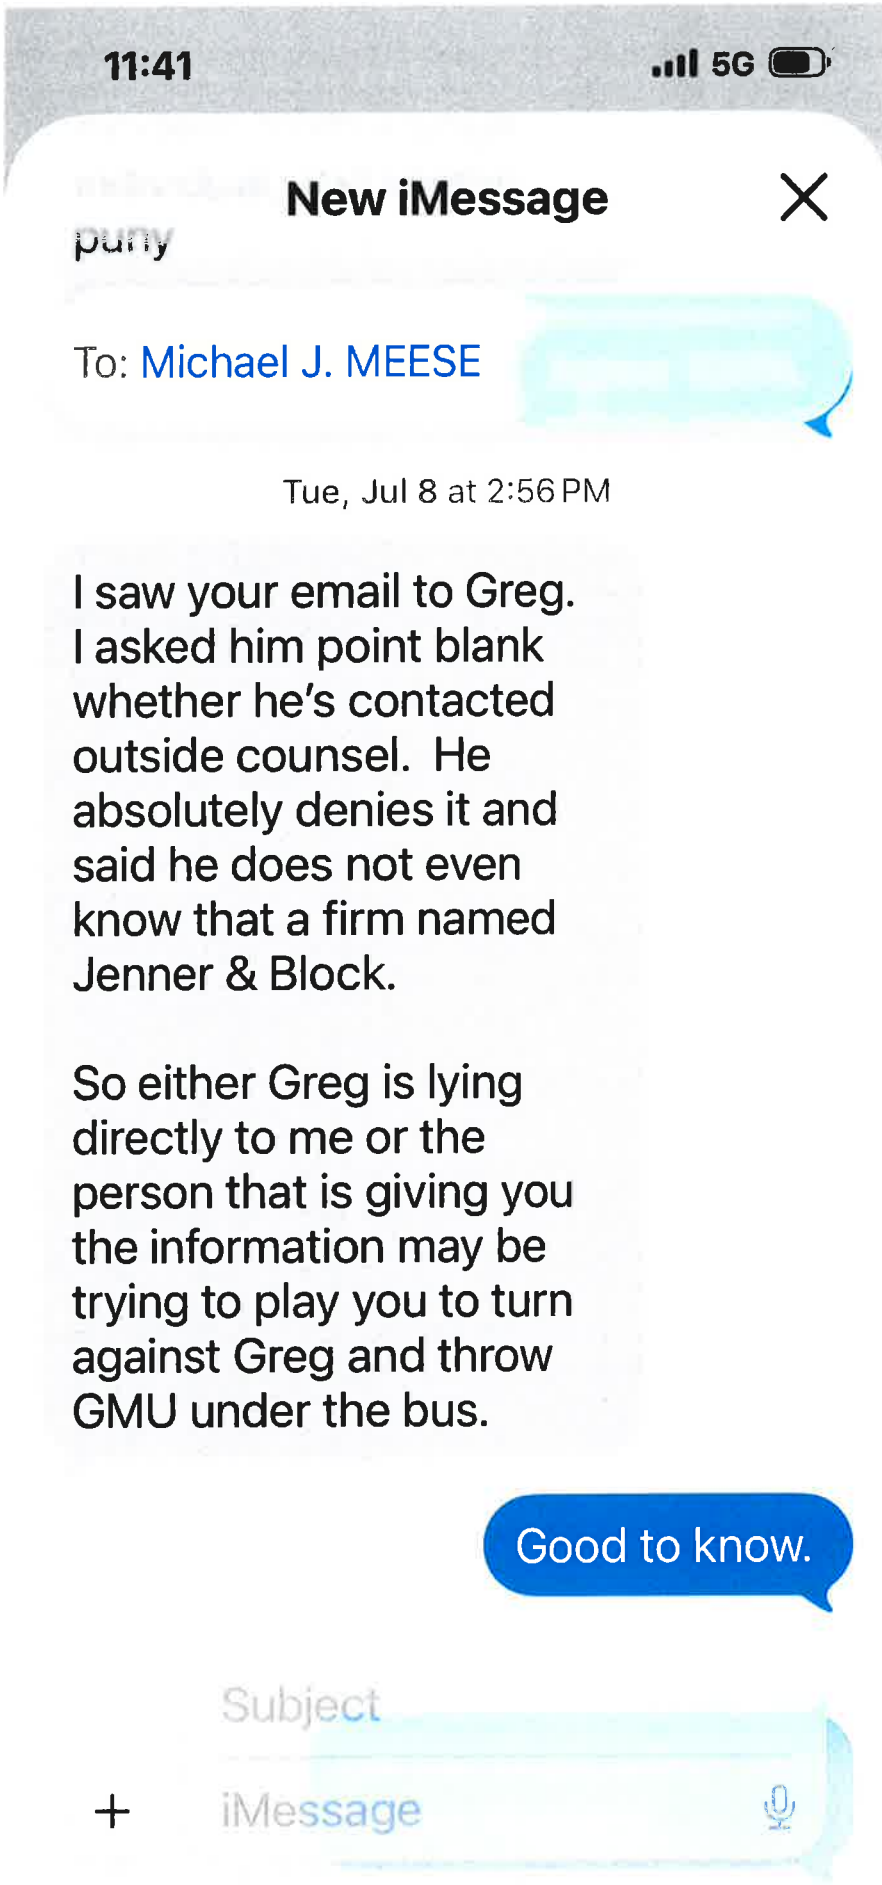 11:41
5G
New iMessage
puny
To: Michael J. MEESE
Tue, Jul 8 at 2:56 PM
I saw your email to Greg.
I asked him point blank
whether he's contacted
outside counsel.  He
absolutely denies it and
said he does not even
know that a firm named
Jenner & Block.
So either Greg is lying
directly to me or the
person that is giving you
the information may be
trying to play you to turn
against Greg and throw
GMU under the bus.
Good to know.
Subject
iMessage